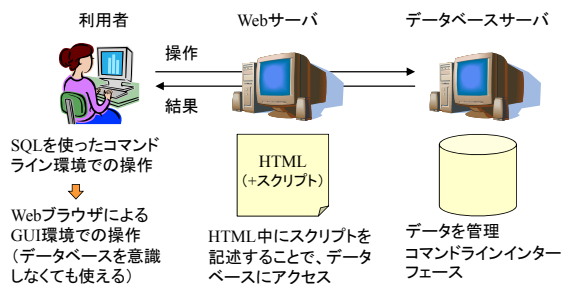 利用者
Webサーバ
データベースサーバ
操作
結果
SQLを使ったコマンド
ライン環境での操作
Webブラウザによる
GUI環境での操作
(データベースを意識
しなくても使える)
HTML
(+スクリプト)
HTML中にスクリプトを
記述することで、データ
ベースにアクセス
データを管理
コマンドラインインター
フェース